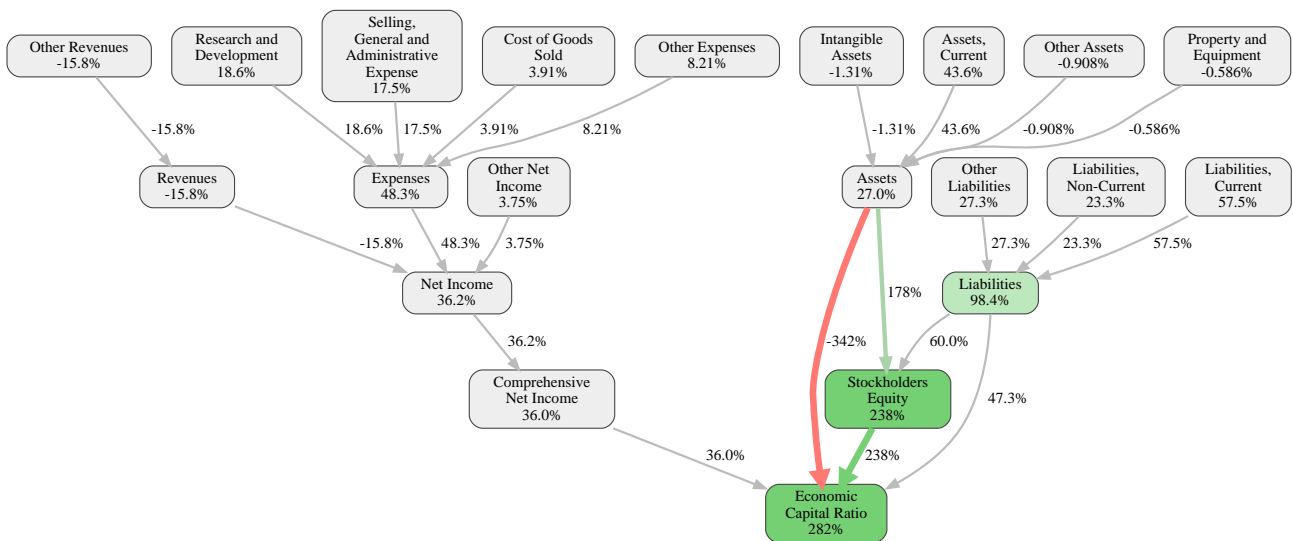 Other Revenues
-15.8%
Research and
Development
18.6%
Selling,
General and
Administrative
Expense
17.5%
Cost of Goods
Sold
3.91%
Other Expenses
8.21%
Intangible
Assets
-1.31%
Assets,
Current
43.6%
Other Assets
-0.908%
Property and
Equipment
-0.586%
-15.8%
18.6%
17.5%
3.91%
8.21%
-1.31%
43.6%
-0.908%
-0.586%
Revenues
-15.8%
Expenses
48.3%
Other Net
Income
3.75%
Assets
27.0%
Other
Liabilities
27.3%
Liabilities,
Non-Current
23.3%
Liabilities,
Current
57.5%
-15.8%
48.3%
3.75%
27.3%
23.3%
57.5%
Net Income
36.2%
178%
Liabilities
98.4%
36.2%
-342%
60.0%
Comprehensive
Net Income
36.0%
Stockholders
Equity
238%
47.3%
36.0%
238%
Economic
Capital Ratio
282%